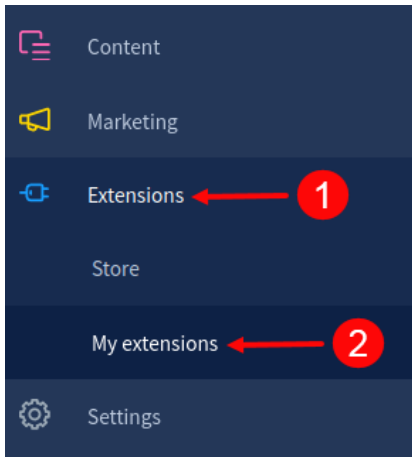 Content
Marketing
Extensions 1
Store
My extensions 2
Settings